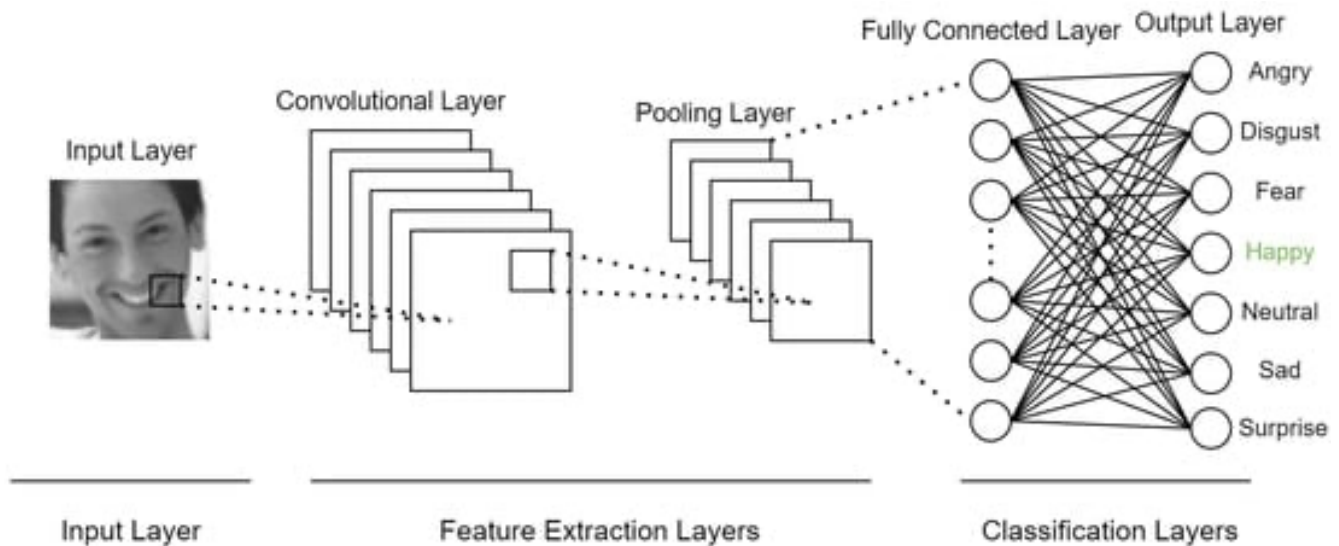 Input Layer
Convolutional Layer
Pooling Layer
Fully Connected Layer
Output Layer
Angry
Disgust
Fear
Happy
Neutral
Sad
Surprise
Input Layer
Feature Extraction Layers
Classification Layers